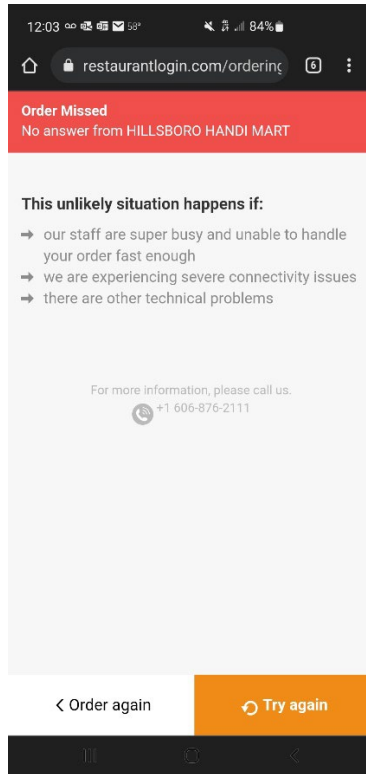 12:03 58° 84%
restaurantlogin.com/ordering 6
Order Missed
No answer from HILLSBORO HANDI MART
This unlikely situation happens if:
→ our staff are super busy and unable to handle
your order fast enough
→ we are experiencing severe connectivity issues
→ there are other technical problems
For more information, please call us.
+1 606-876-2111
< Order again
Try again